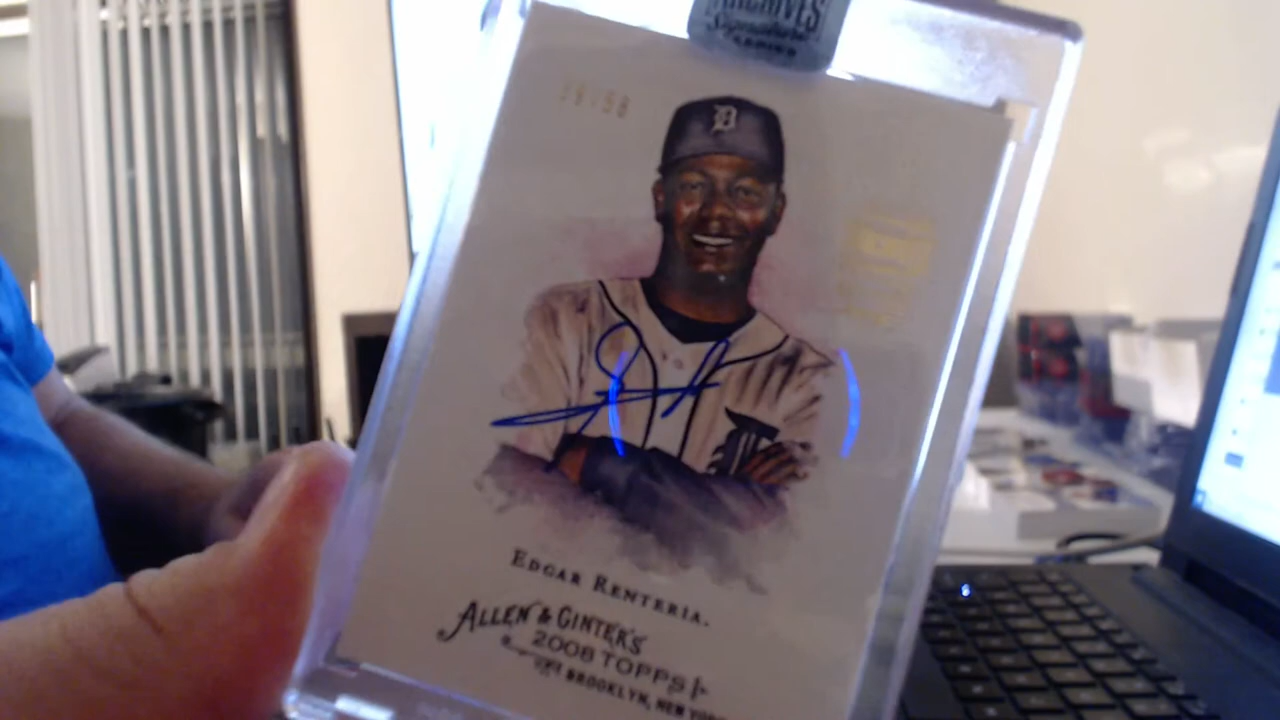 ARCHIVES
Signature
SERIES
D
D
EDGAR RENTERIA.
ALLEN & GINTER'S
2008 TOPPS
BROOKLYN, NEW YORK